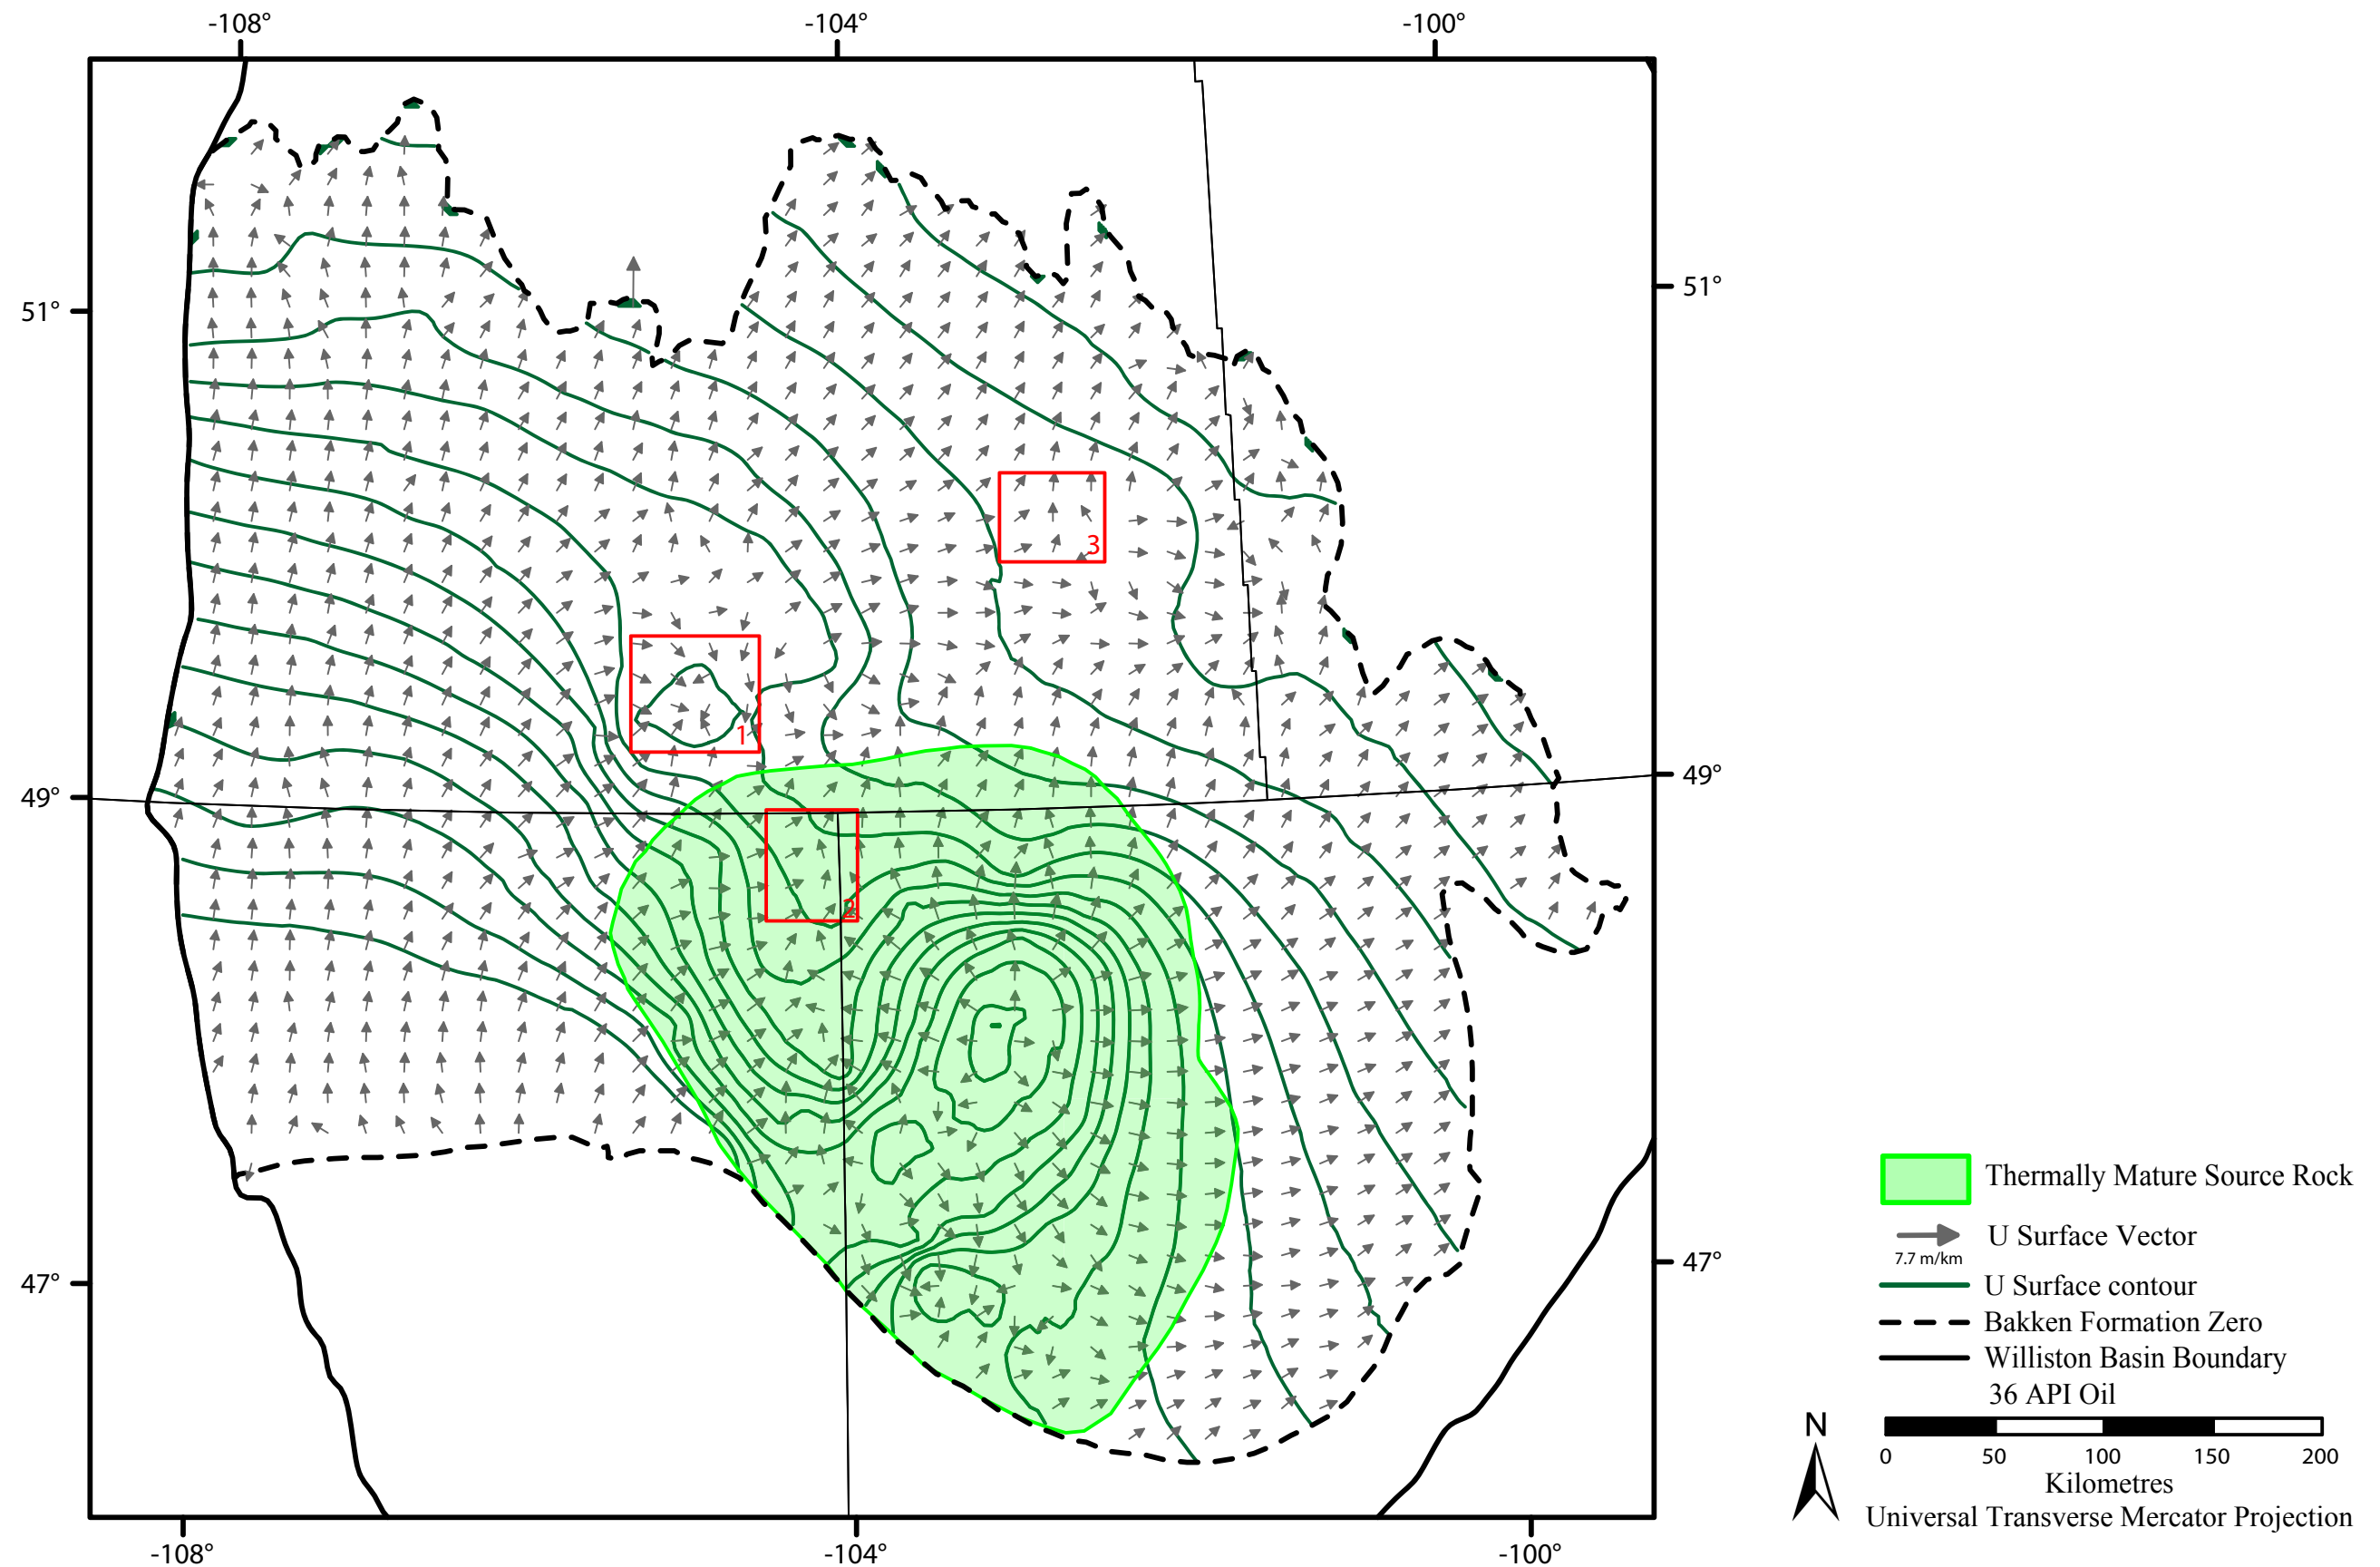 -108°
-104°
-100°
51°
51°
3
1
49°
49°
2
47°
47°
Thermally Mature Source Rock
U Surface Vector
7.7 m/km
U Surface contour
Bakken Formation Zero
Williston Basin Boundary
36 API Oil
N
0 50 100 150 200
Kilometres
Universal Transverse Mercator Projection
-108°
-104°
-100°